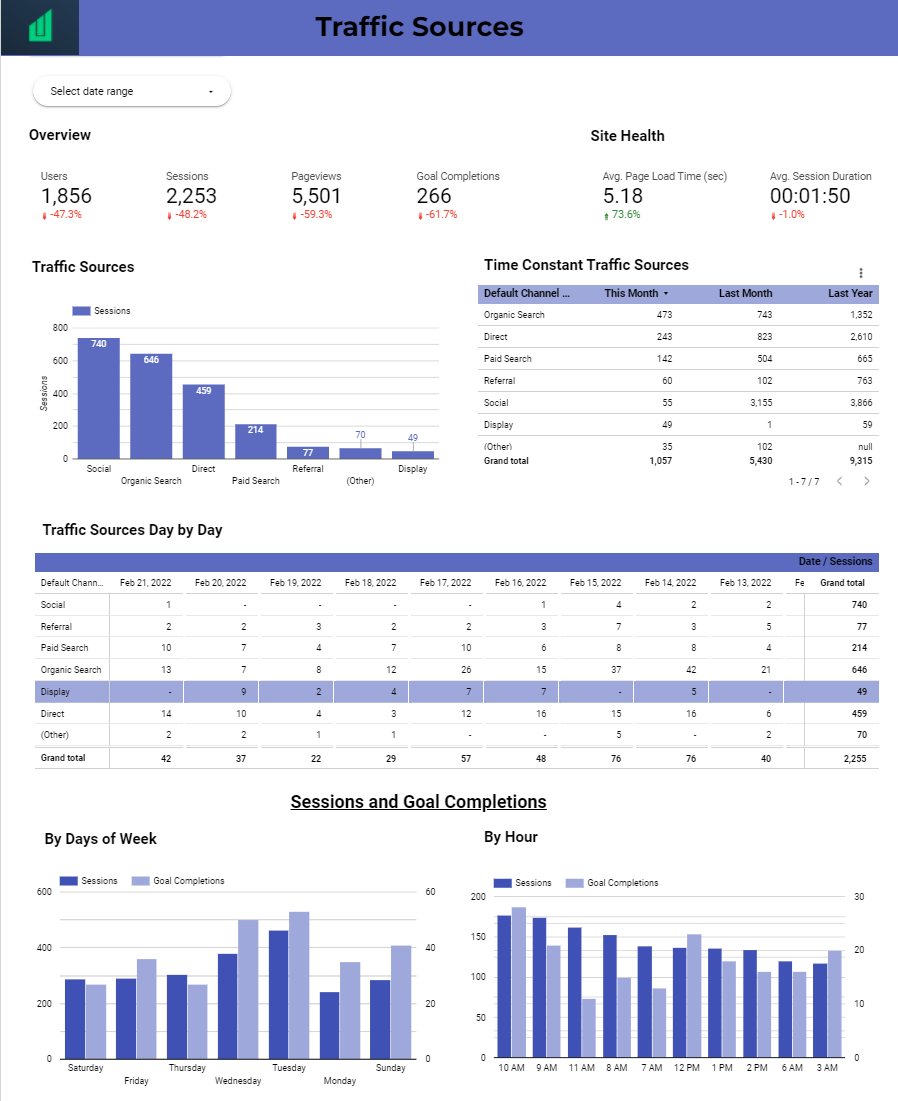 Traffic Sources
Select date range
Overview
Site Health
Users Sessions Pageviews Goal Completions Avg. Page Load Time (sec) Avg. Session Duration
1,856 2,253 5,501 266 5.18 00:01:50
-47.3% -48.2% -59.3% -61.7% 73.6% -1.0%
Traffic Sources
Sessions
800
600
400
200
0
Sessions
740 646 459 214 77 70 49
Social Direct Referral Display
Organic Search Paid Search (Other)
Time Constant Traffic Sources
Default Channel ... This Month Last Month Last Year
Organic Search 473 743 1,352
Direct 243 823 2,610
Paid Search 142 504 665
Referral 60 102 763
Social 55 3,155 3,866
Display 49 1 59
(Other) 35 102 null
Grand total 1,057 5,430 9,315
1 - 7 / 7
Traffic Sources Day by Day
Date / Sessions
Default Chann... Feb 21, 2022 Feb 20, 2022 Feb 19, 2022 Feb 18, 2022 Feb 17, 2022 Feb 16, 2022 Feb 15, 2022 Feb 14, 2022 Feb 13, 2022 Fe Grand total
Social 1 - - - - 1 4 2 2 740
Referral 2 2 3 2 2 3 7 3 5 77
Paid Search 10 7 4 7 10 6 8 8 4 214
Organic Search 13 7 8 12 26 15 37 42 21 646
Display - 9 2 4 7 7 - 5 - 49
Direct 14 10 4 3 12 16 15 16 6 459
(Other) 2 2 1 1 - - 5 - 2 70
Grand total 42 37 22 29 57 48 76 76 40 2,255
Sessions and Goal Completions
By Days of Week
Sessions Goal Completions
600 60
400 40
200 20
0 0
Saturday Thursday Tuesday Sunday
Friday Wednesday Monday
By Hour
Sessions Goal Completions
200 30
150
20
100
10
50
0 0
10 AM 9 AM 11 AM 8 AM 7 AM 12 PM 1 PM 2 PM 6 AM 3 AM